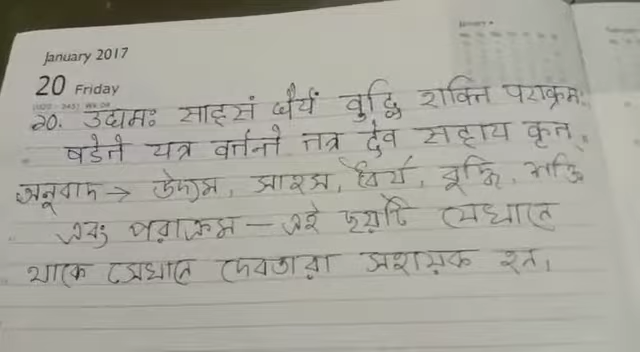 January 2017
20 Friday
20. उद्यमः साहसं धैर्यं वुद्धि शक्ति पराक्रमः
षडेते यत्र वर्तन्ते तत्र देव सहाय कृत्
অনুবাদ → উদ্যম, সাহস, ধৈর্য, বুদ্ধি, শক্তি
এবং পরাক্রম — এই ছয়টি যেখানে
থাকে সেখানে দেবতারা সহায়ক হন।